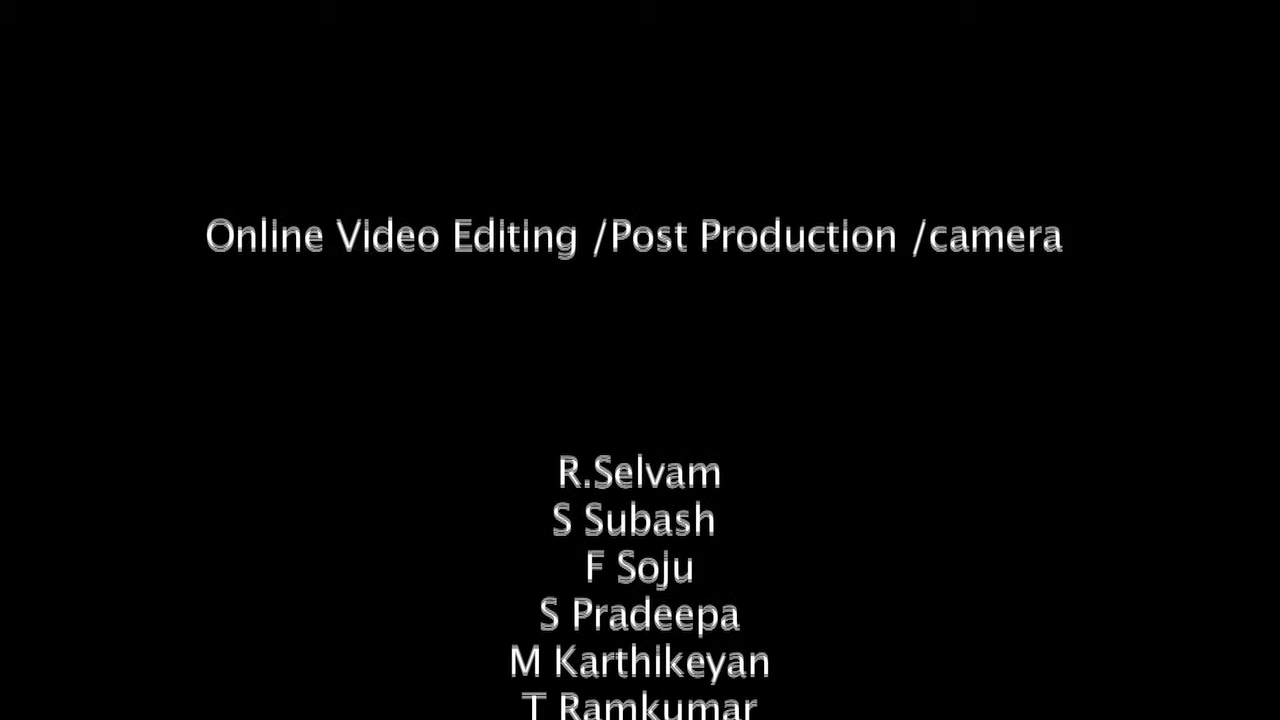 Online Video Editing /Post Production /camera
R.Selvam
S Subash
F Soju
S Pradeepa
M Karthikeyan
T Ramkumar